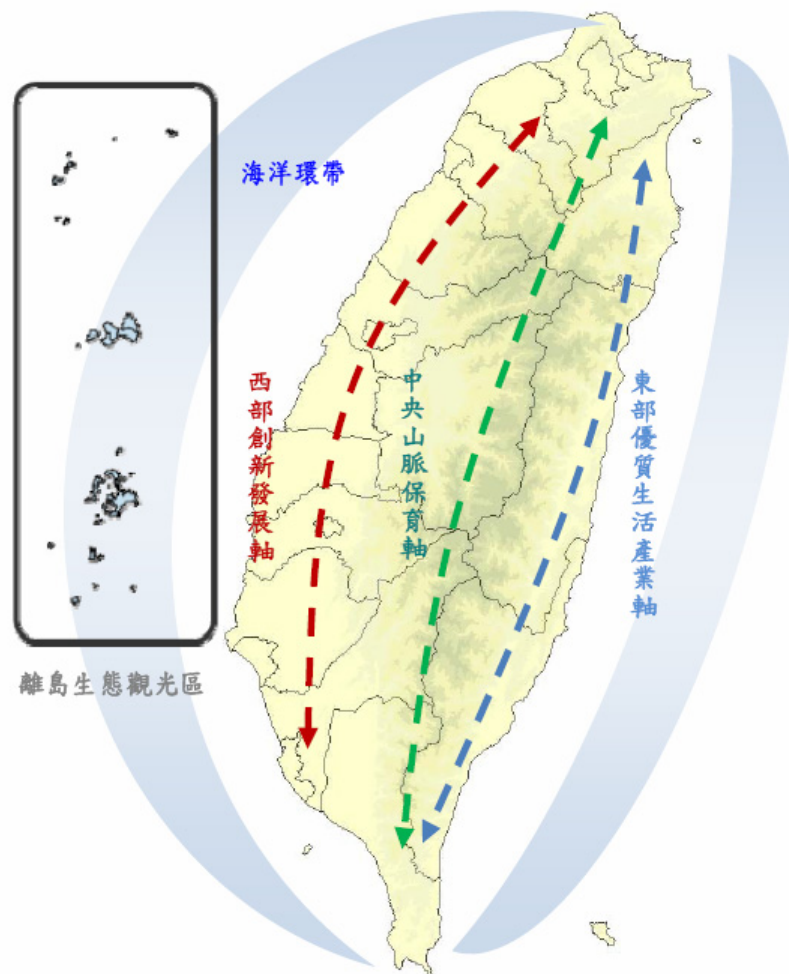 海洋環帶
西部創新發展軸
中央山脈保育軸
東部優質生活產業軸
離島生態觀光區